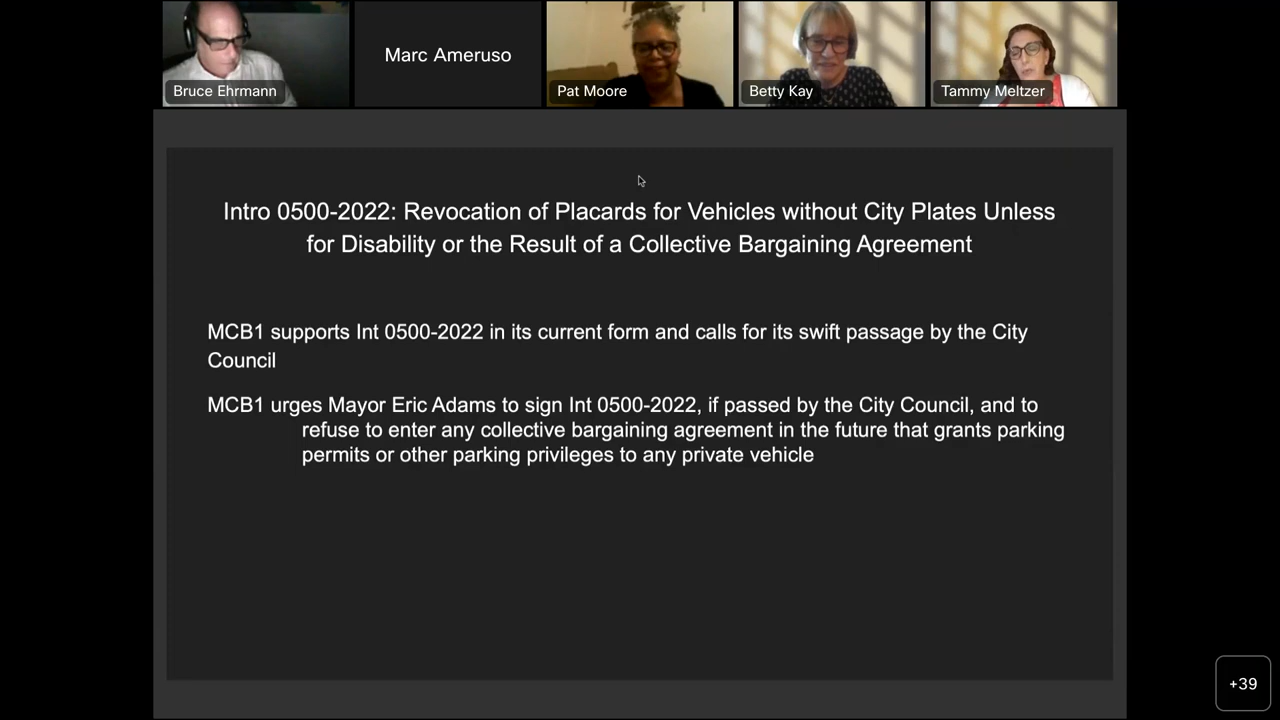 Bruce Ehrmann
Marc Ameruso
Pat Moore
Betty Kay
Tammy Meltzer
Intro 0500-2022: Revocation of Placards for Vehicles without City Plates Unless
for Disability or the Result of a Collective Bargaining Agreement
MCB1 supports Int 0500-2022 in its current form and calls for its swift passage by the City
Council
MCB1 urges Mayor Eric Adams to sign Int 0500-2022, if passed by the City Council, and to
refuse to enter any collective bargaining agreement in the future that grants parking
permits or other parking privileges to any private vehicle
+39